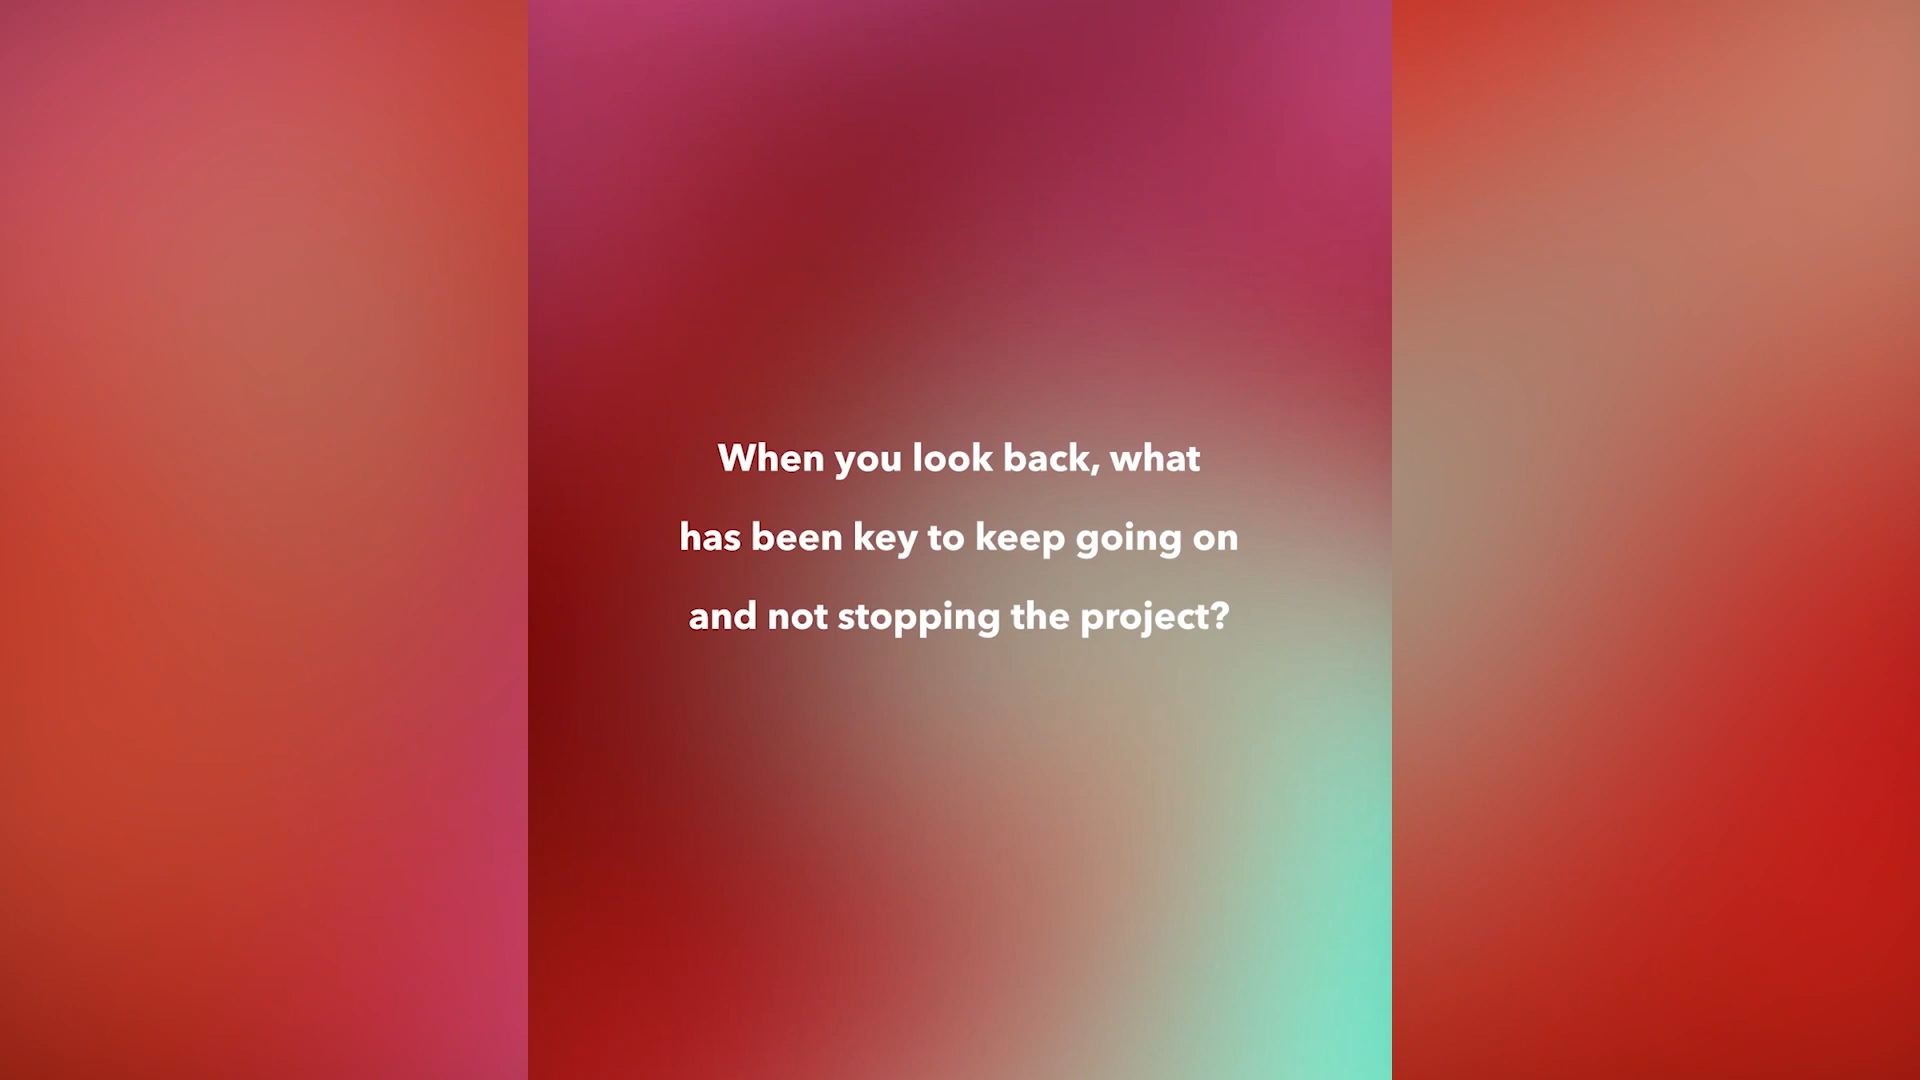 When you look back, what
has been key to keep going on
and not stopping the project?